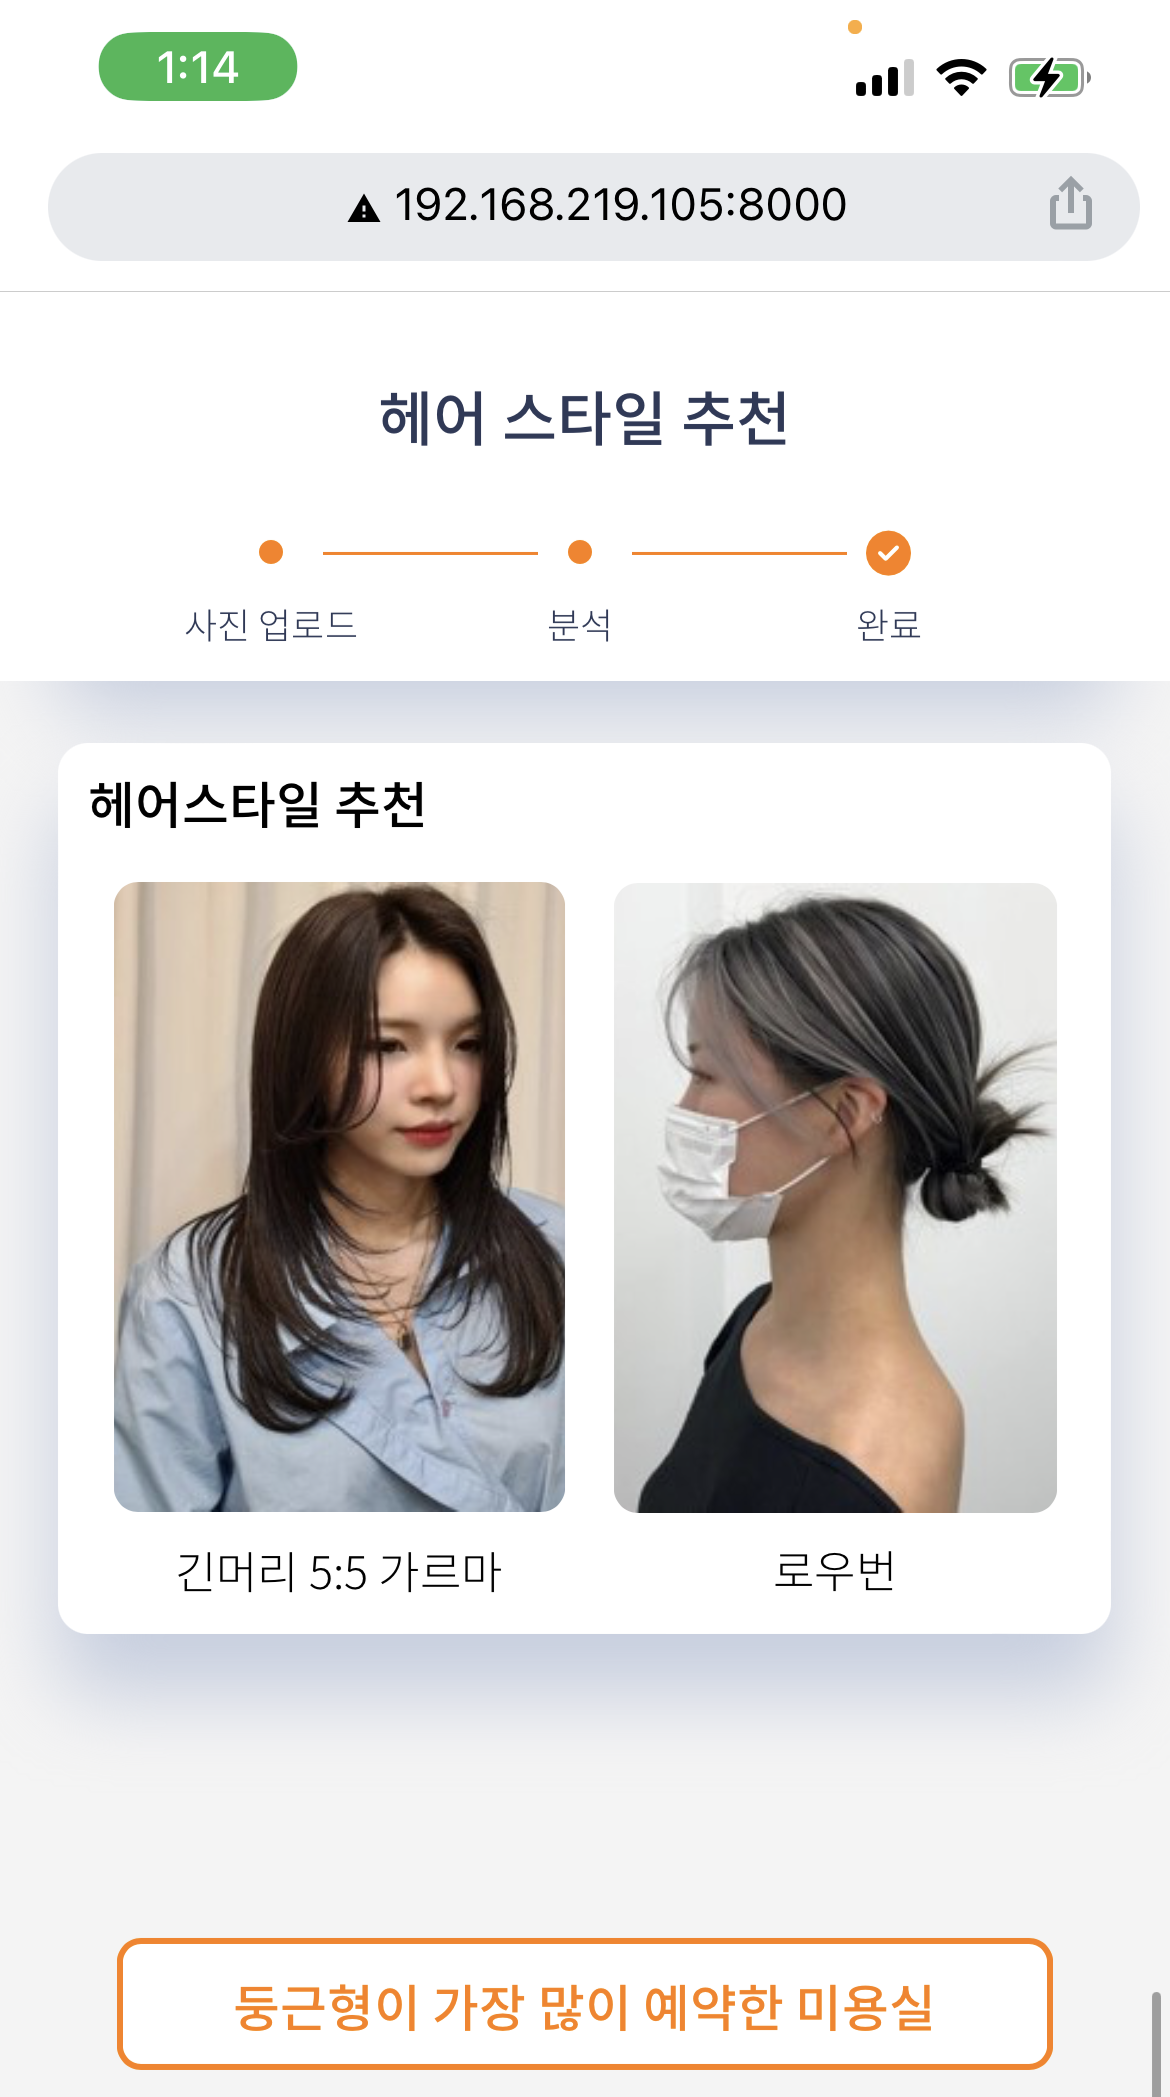 1:14
192.168.219.105:8000
헤어 스타일 추천
사진 업로드 분석 완료
헤어스타일 추천
긴머리 5:5 가르마 로우번
둥근형이 가장 많이 예약한 미용실